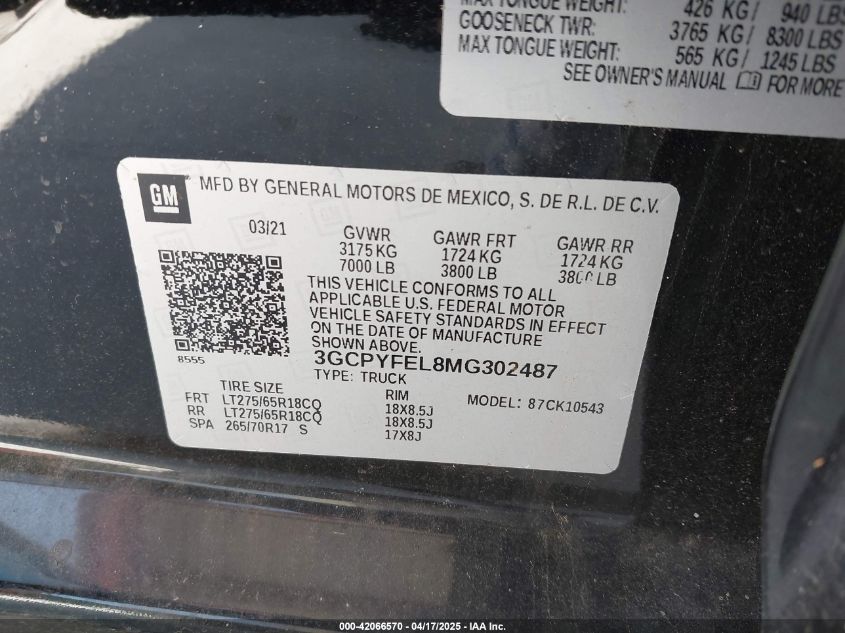 MAX TONGUE WEIGHT: 426 KG/ 940 LBS
GOOSENECK TWR: 3765 KG/ 8300 LBS
MAX TONGUE WEIGHT: 565 KG/ 1245 LBS
SEE OWNER'S MANUAL FOR MORE
GM MFD BY GENERAL MOTORS DE MEXICO, S. DE R.L. DE C.V.
03/21 GVWR GAWR FRT GAWR RR
3175 KG 1724 KG 1724 KG
7000 LB 3800 LB 3800 LB
THIS VEHICLE CONFORMS TO ALL
APPLICABLE U.S. FEDERAL MOTOR
VEHICLE SAFETY STANDARDS IN EFFECT
ON THE DATE OF MANUFACTURE
SHOWN ABOVE.
8555 3GCPYFEL8MG302487
TYPE: TRUCK
TIRE SIZE RIM MODEL: 87CK10543
FRT LT275/65R18CQ 18X8.5J
RR LT275/65R18CQ 18X8.5J
SPA 265/70R17 S 17X8J
000-42066570 - 04/17/2025 - IAA Inc.